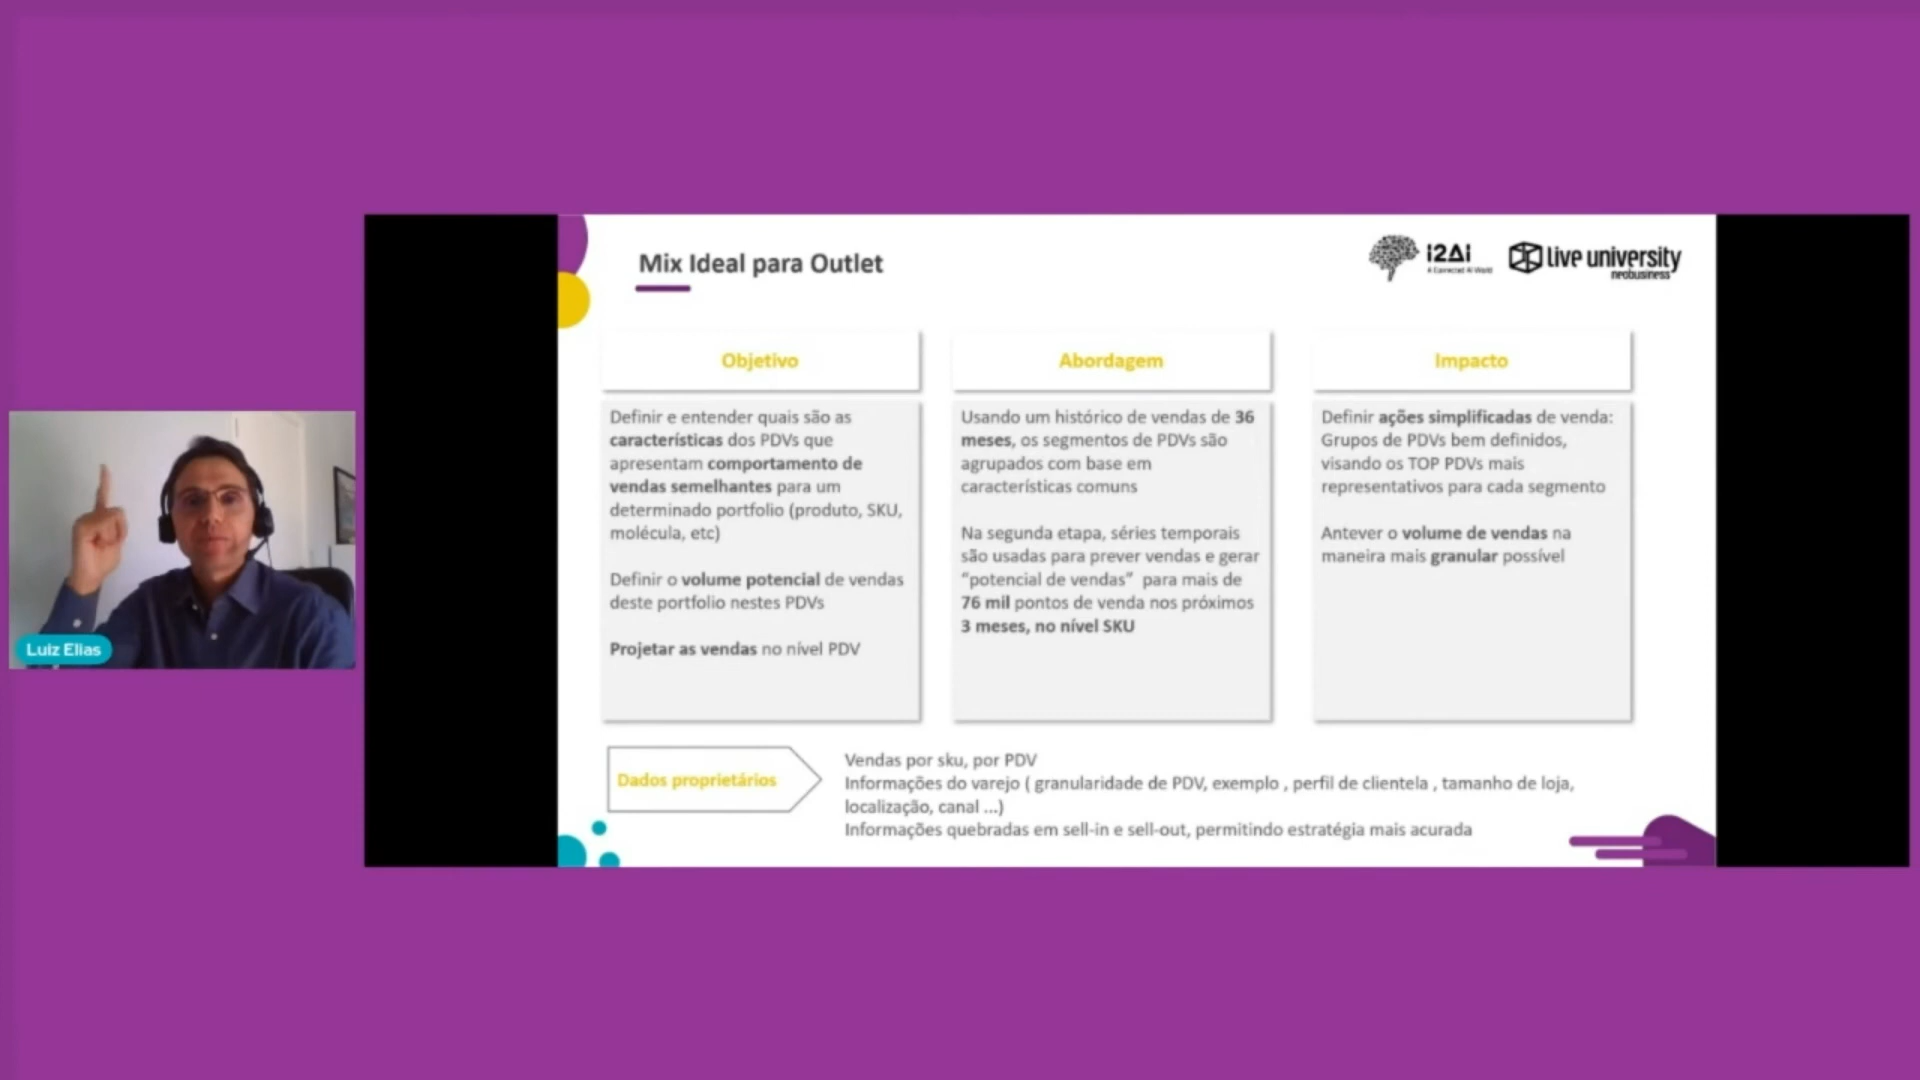 Mix Ideal para Outlet
I2AI
A Connected AI World
live university
neobusiness
Objetivo
Definir e entender quais são as
características dos PDVs que
apresentam comportamento de
vendas semelhantes para um
determinado portfolio (produto, SKU,
molécula, etc)
Definir o volume potencial de vendas
deste portfolio nestes PDVs
Projetar as vendas no nível PDV
Abordagem
Usando um histórico de vendas de 36
meses, os segmentos de PDVs são
agrupados com base em
características comuns
Na segunda etapa, séries temporais
são usadas para prever vendas e gerar
“potencial de vendas” para mais de
76 mil pontos de venda nos próximos
3 meses, no nível SKU
Impacto
Definir ações simplificadas de venda:
Grupos de PDVs bem definidos,
visando os TOP PDVs mais
representativos para cada segmento
Antever o volume de vendas na
maneira mais granular possível
Dados proprietários
Vendas por sku, por PDV
Informações do varejo ( granularidade de PDV, exemplo , perfil de clientela , tamanho de loja,
localização, canal ...)
Informações quebradas em sell-in e sell-out, permitindo estratégia mais acurada
Luiz Elias